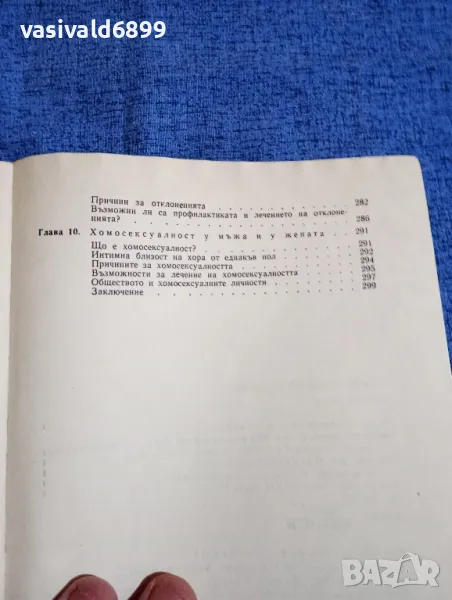 vasivald6899
Причини за отклоненията . . . . . . . . 282
Възможни ли са профилактиката и лечението на отклоне-
нията? . . . . . . . . . . . 286
Глава 10. Хомосексуалност у мъжа и у жената . . . 291
Що е хомосексуалност? . . . . . . . . 291
Интимна близост на хора от еднакъв пол . . . . 292
Причините за хомосексуалността . . . . . . 294
Възможности за лечение на хомосексуалността . . . 295
Обществото и хомосексуалните личности . . . . 297
Заключение . . . . . . . . . . 299
BAZAR